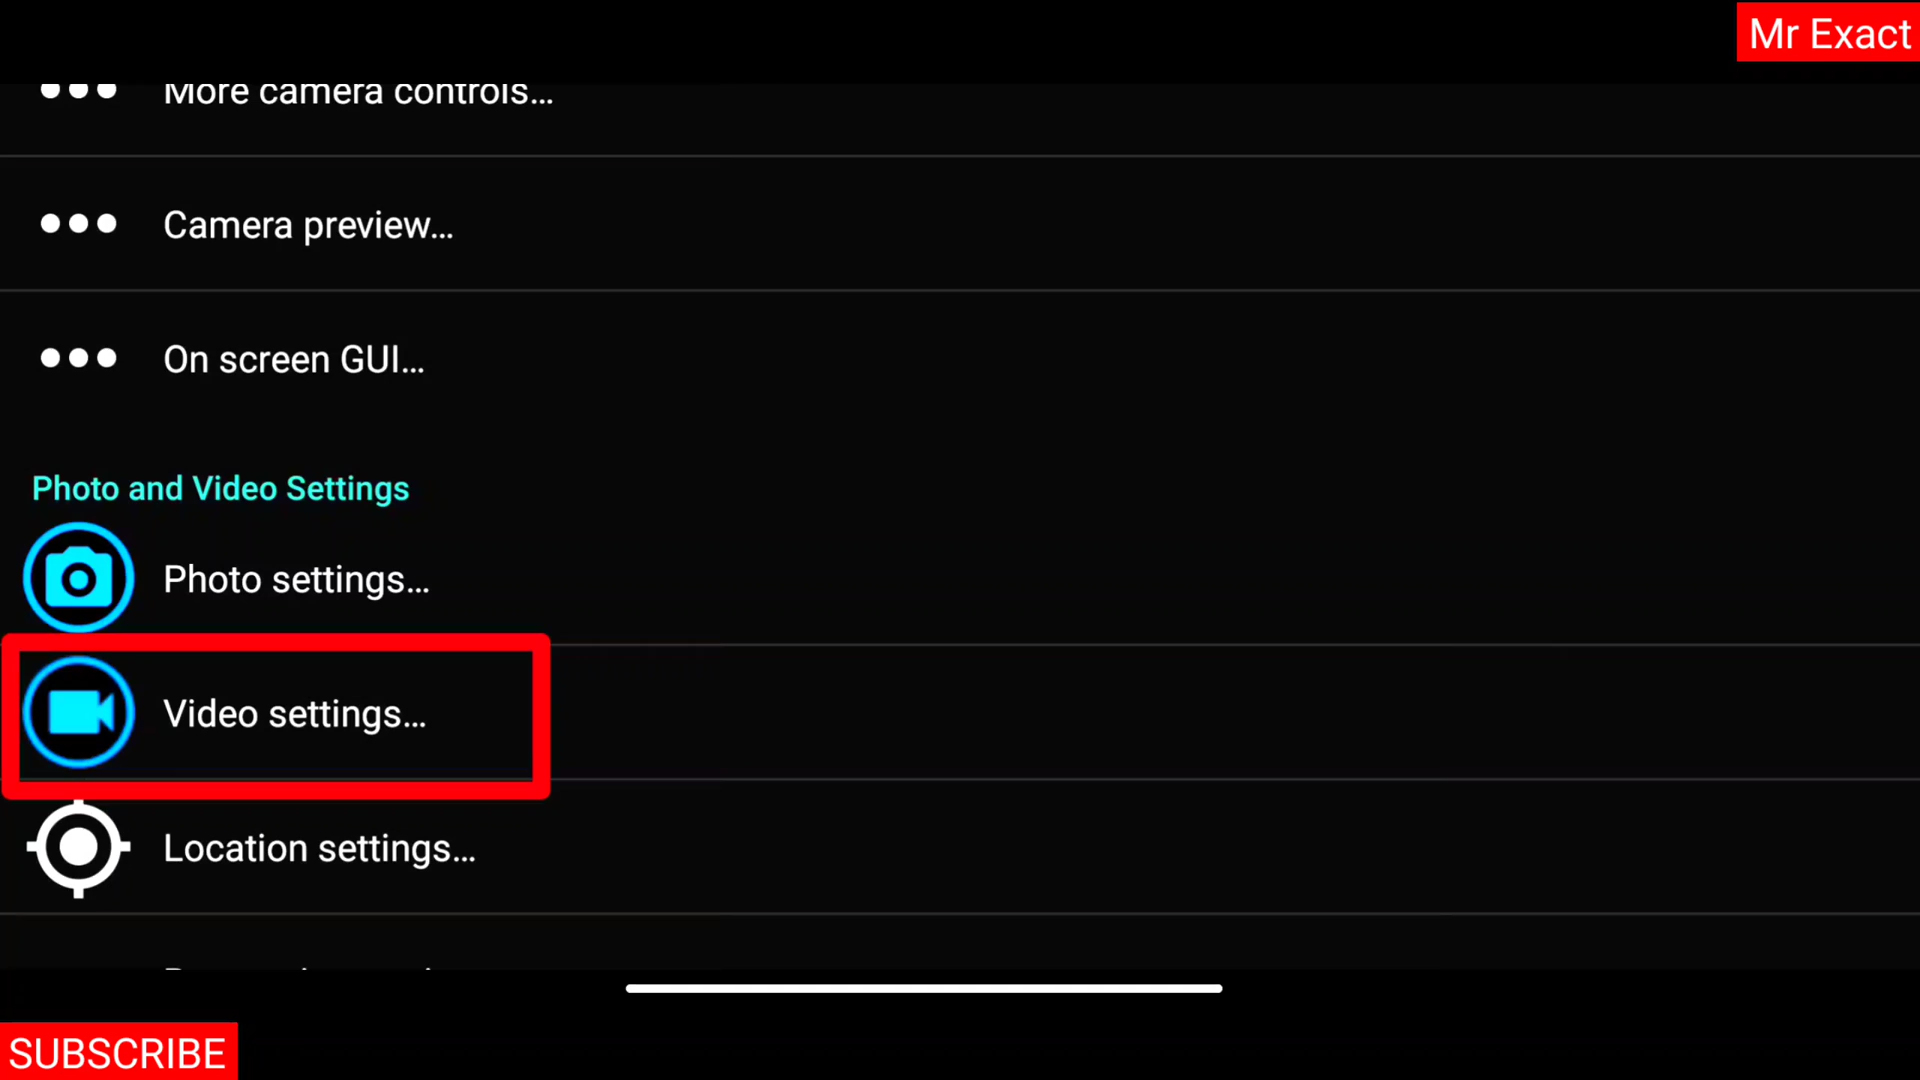 Mr Exact
More camera controls...
Camera preview...
On screen GUI...
Photo and Video Settings
Photo settings...
Video settings...
Location settings...
SUBSCRIBE